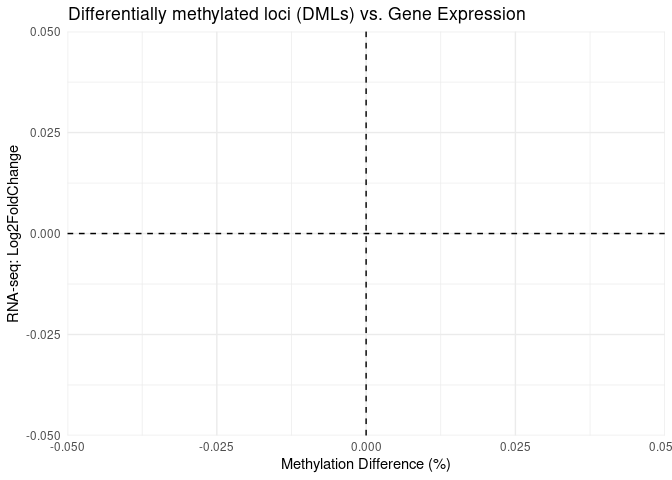 Differentially methylated loci (DMLs) vs. Gene Expression
0.050
0.025
0.000
-0.025
-0.050
RNA-seq: Log2FoldChange
-0.050 -0.025 0.000 0.025 0.05
Methylation Difference (%)